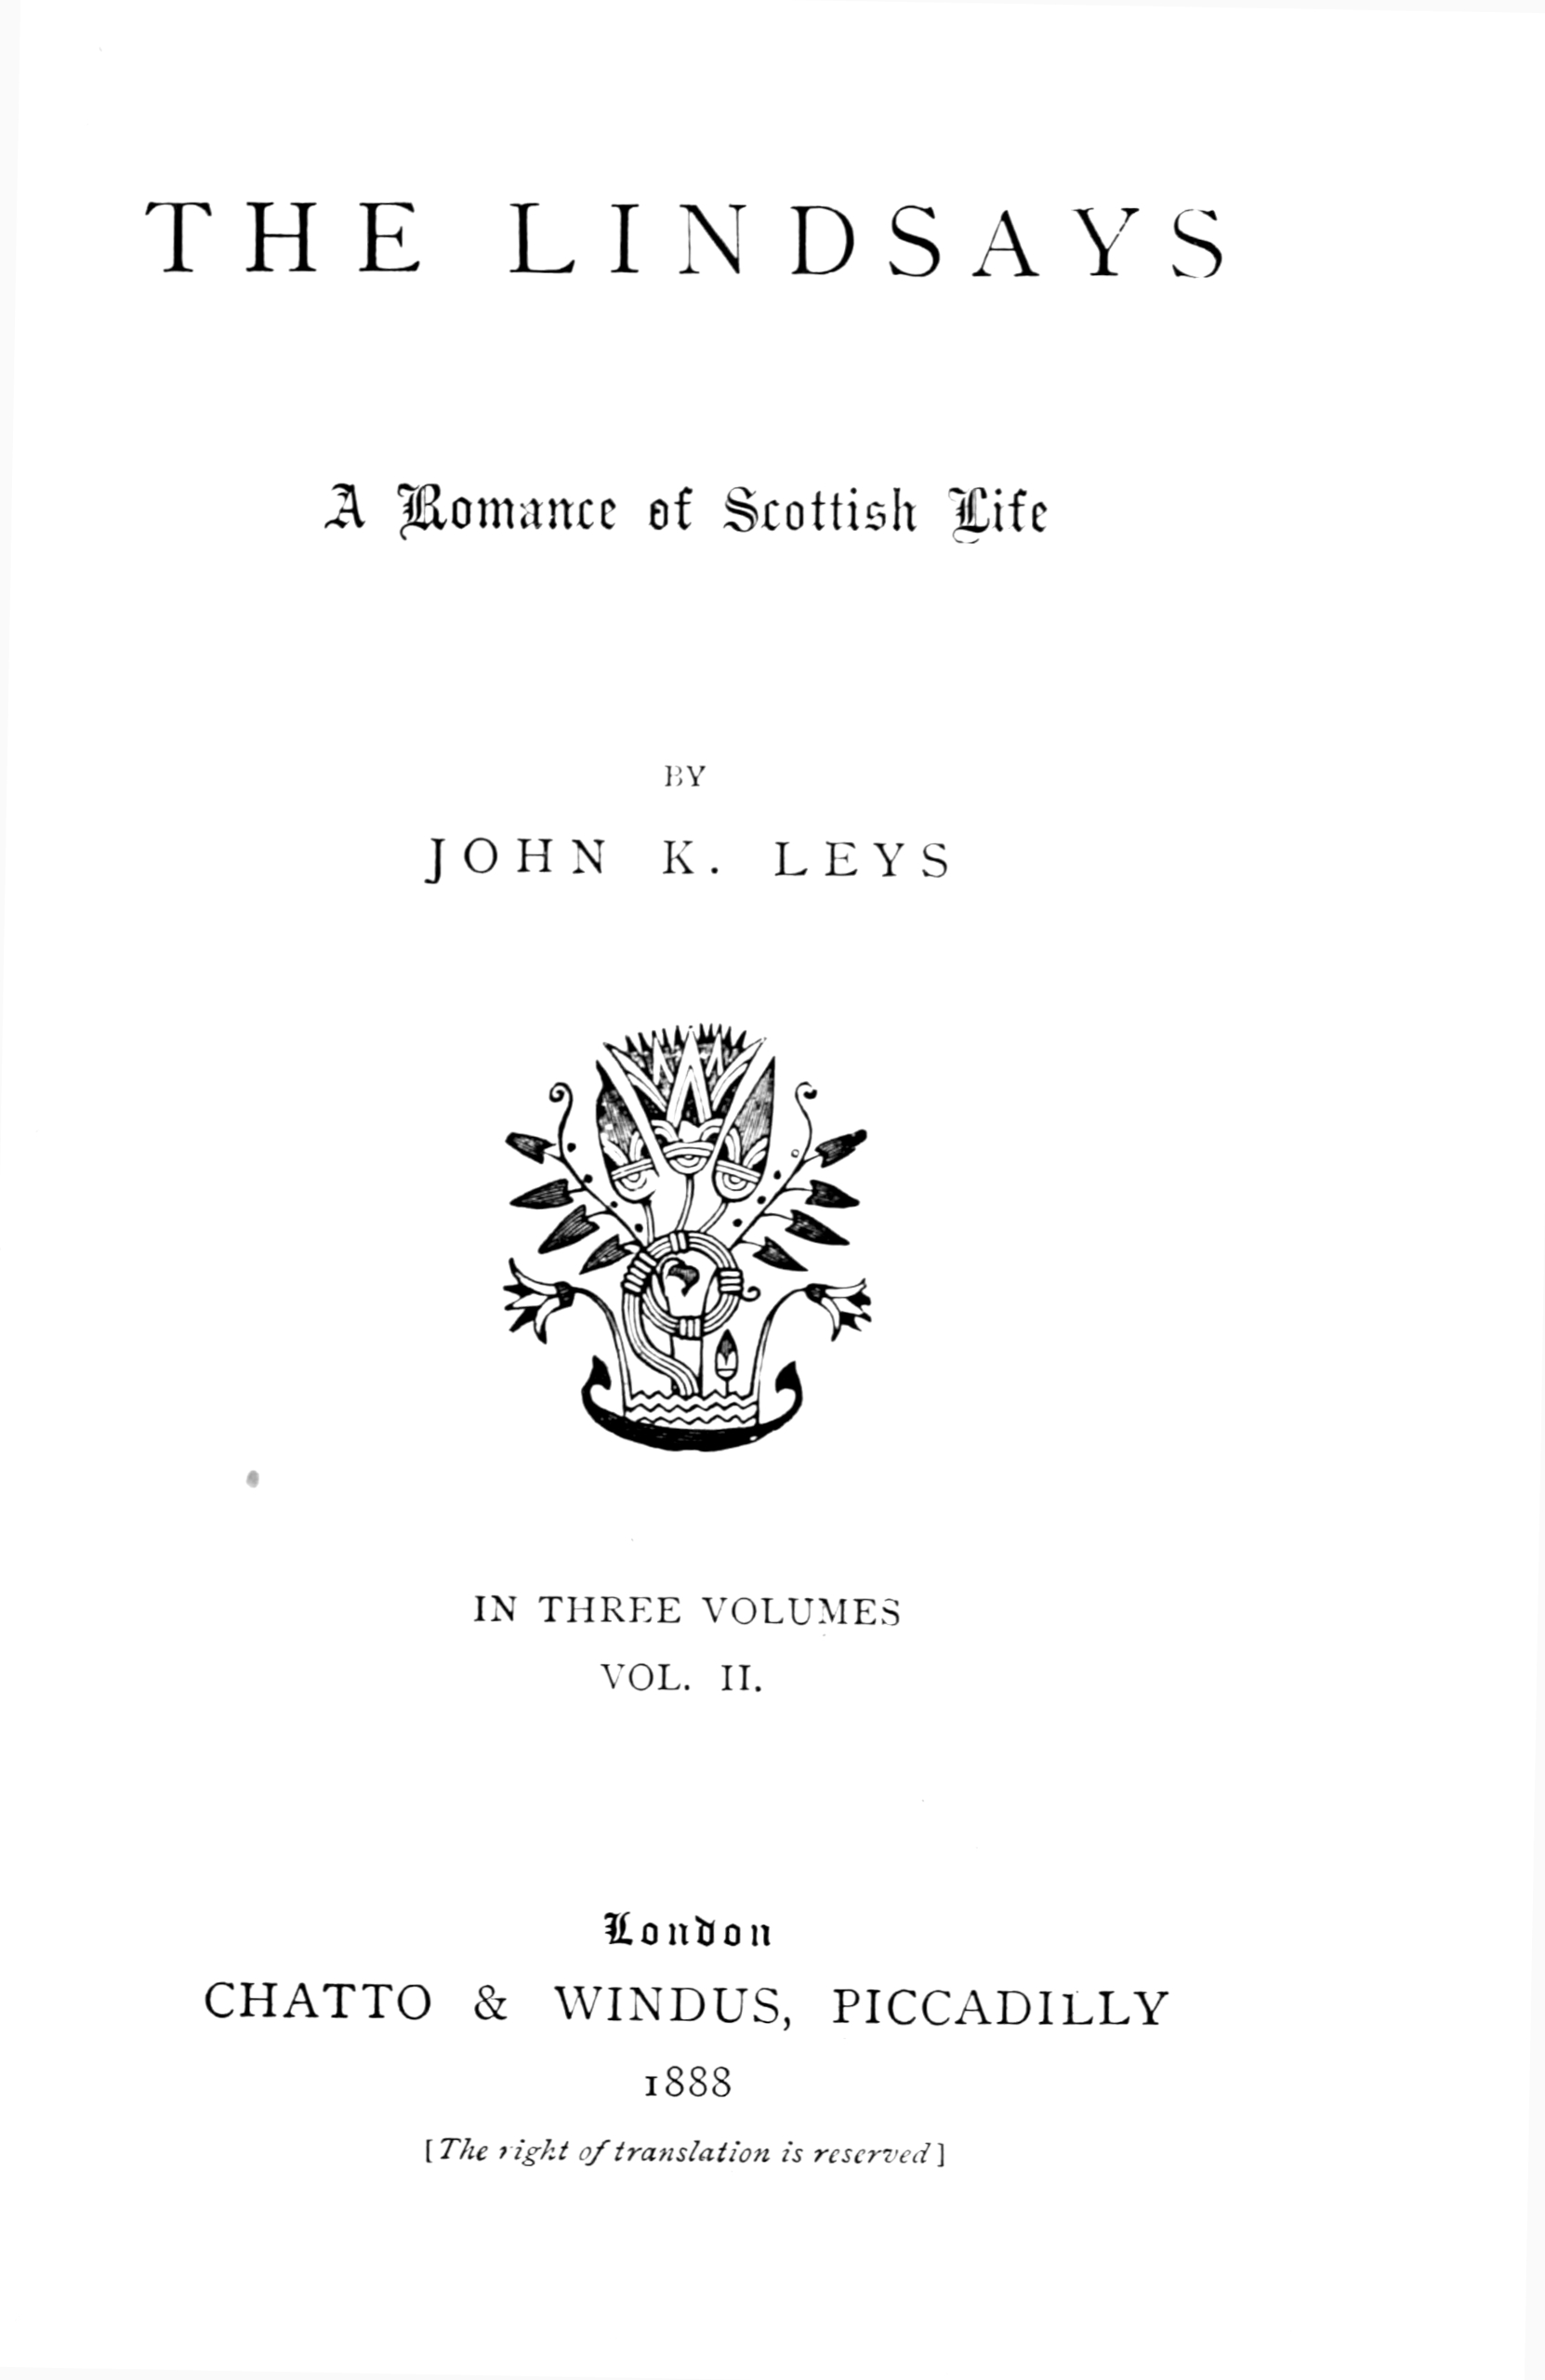 THE LINDSAYS
A Romance of Scottish Life
BY
JOHN K. LEYS
IN THREE VOLUMES
VOL. II.
London
CHATTO & WINDUS, PICCADILLY
1888
[The right of translation is reserved]